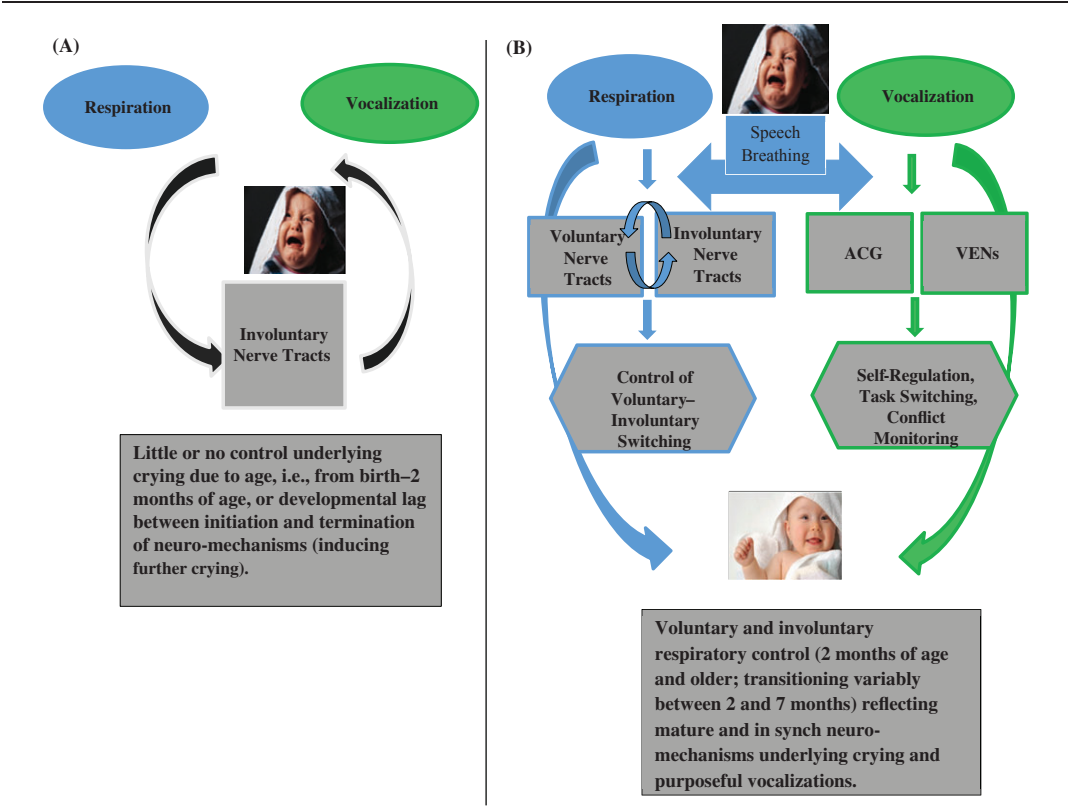 (A)
Respiration
Vocalization
Involuntary
Nerve Tracts
Little or no control underlying
crying due to age, i.e., from birth–2
months of age, or developmental lag
between initiation and termination
of neuro-mechanisms (inducing
further crying).
(B)
Respiration
Vocalization
Speech
Breathing
Voluntary
Nerve
Tracts
Involuntary
Nerve
Tracts
ACG
VENs
Control of
Voluntary–
Involuntary
Switching
Self-Regulation,
Task Switching,
Conflict
Monitoring
Voluntary and involuntary
respiratory control (2 months of age
and older; transitioning variably
between 2 and 7 months) reflecting
mature and in synch neuro-
mechanisms underlying crying and
purposeful vocalizations.